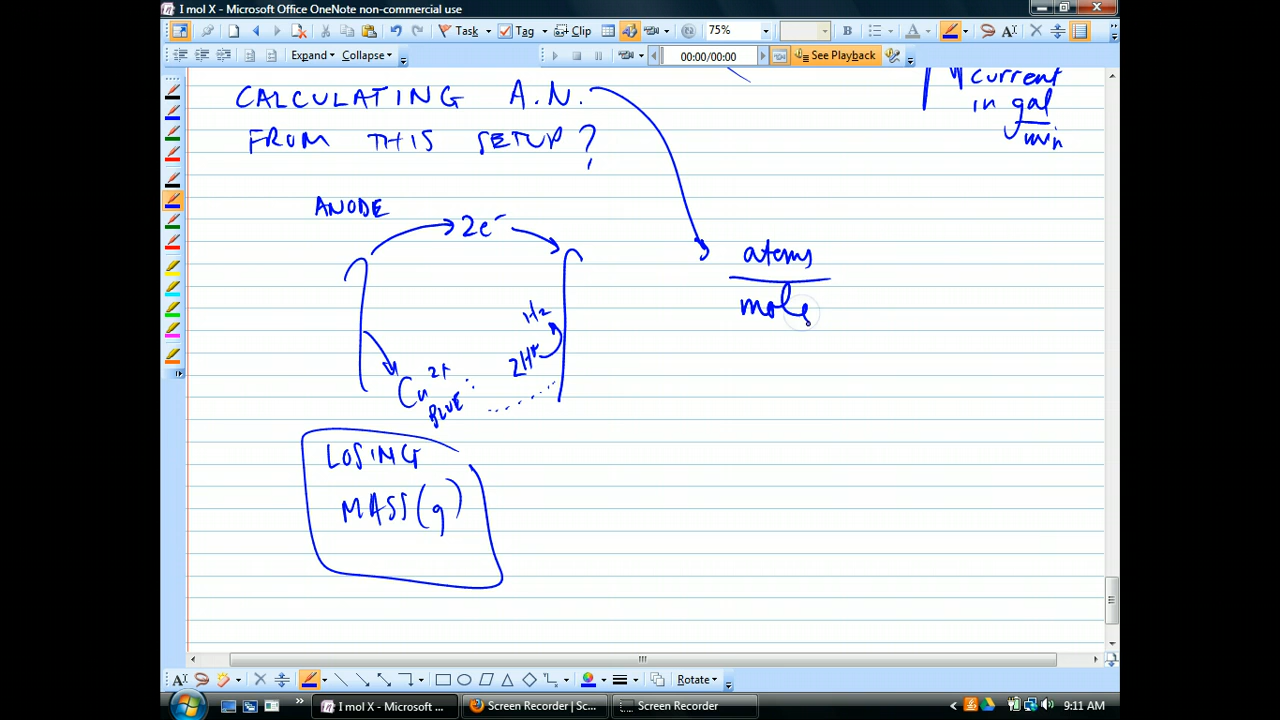 I mol X - Microsoft Office OneNote non-commercial use
Task
Tag
Clip
75%
B
A
Expand
Collapse
00:00/00:00
See Playback
current
in gal
min
CALCULATING A.N.
FROM THIS SETUP?
ANODE
2e-
atoms
mole
H2
2H+
Cu2+
BLUE
LOSING
MASS(g)
Rotate
I mol X - Microsoft ...
Screen Recorder | Sc...
Screen Recorder
9:11 AM